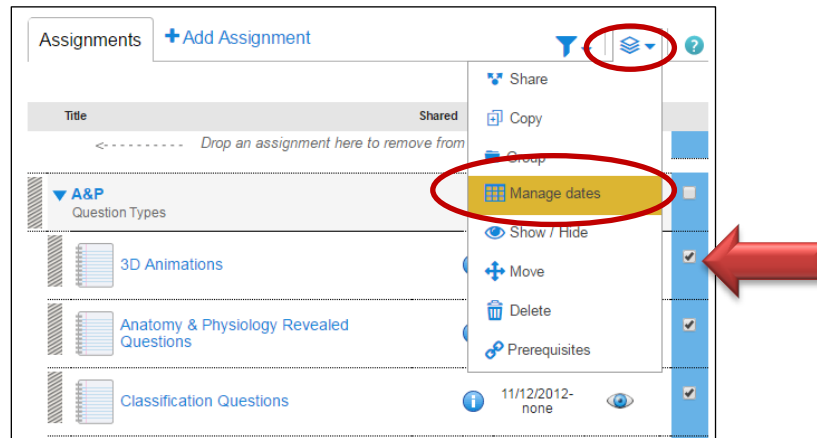 Assignments
+Add Assignment
?
Share
Title Shared
Copy
<- - - - - - - - - - Drop an assignment here to remove from
Group
A&P
Manage dates
Question Types
Show / Hide
3D Animations
Move
Delete
Anatomy & Physiology Revealed
Questions
Prerequisites
Classification Questions
i
11/12/2012-
none